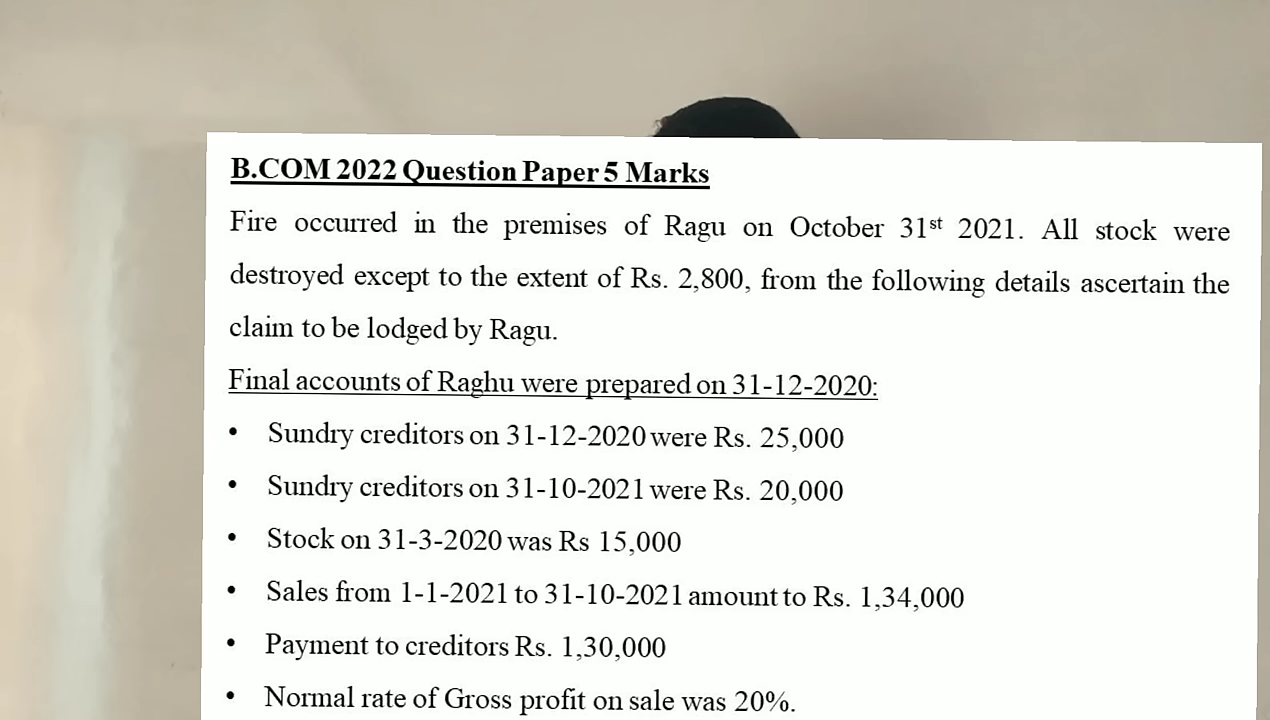 B.COM 2022 Question Paper 5 Marks
Fire occurred in the premises of Ragu on October 31st 2021. All stock were
destroyed except to the extent of Rs. 2,800, from the following details ascertain the
claim to be lodged by Ragu.
Final accounts of Raghu were prepared on 31-12-2020:
• Sundry creditors on 31-12-2020 were Rs. 25,000
• Sundry creditors on 31-10-2021 were Rs. 20,000
• Stock on 31-3-2020 was Rs 15,000
• Sales from 1-1-2021 to 31-10-2021 amount to Rs. 1,34,000
• Payment to creditors Rs. 1,30,000
• Normal rate of Gross profit on sale was 20%.